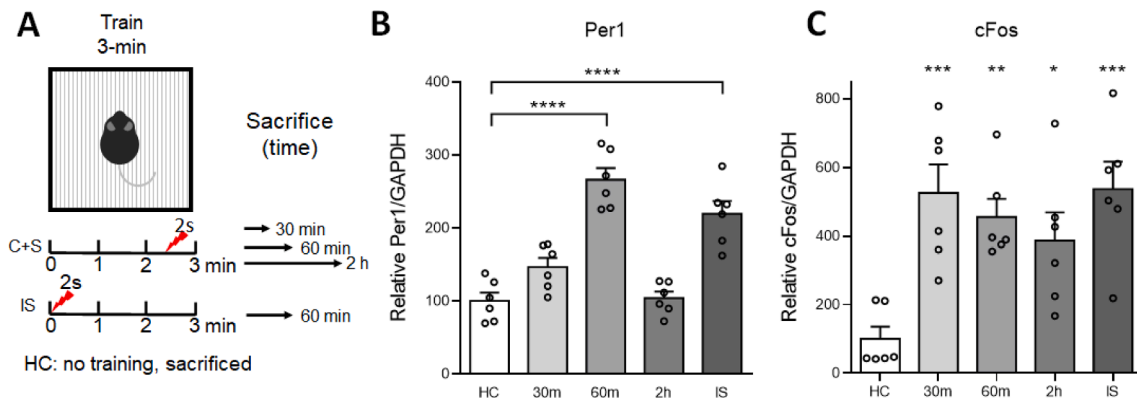 A
Train
3-min
Sacrifice
(time)
2s
C+S
0 1 2 3 min
30 min
60 min
2 h
2s
IS
0 1 2 3 min
60 min
HC: no training, sacrificed
B
Per1
Relative Per1/GAPDH
400
300
200
100
0
****
****
HC 30m 60m 2h IS
C
cFos
Relative cFos/GAPDH
800
600
400
200
0
*** ** * ***
HC 30m 60m 2h IS